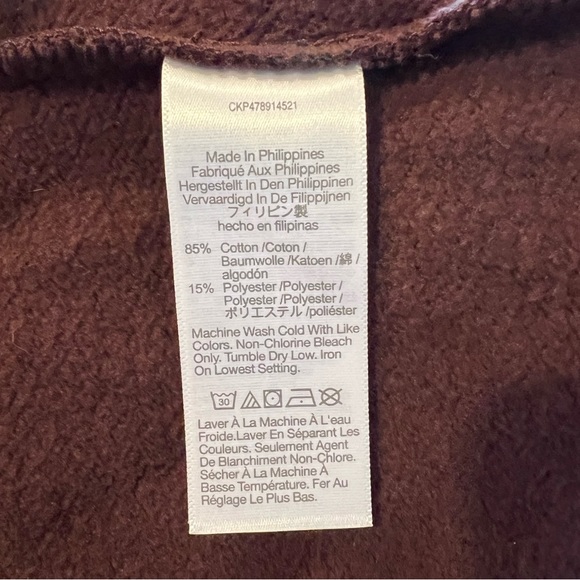 CKP478914521
Made In Philippines
Fabriqué Aux Philippines
Hergestellt In Den Philippinen
Vervaardigd In De Filippijnen
フィリピン製
hecho en filipinas
85% Cotton /Coton /
Baumwolle /Katoen /綿 /
algodón
15% Polyester /Polyester /
Polyester /Polyester /
ポリエステル /poliéster
Machine Wash Cold With Like
Colors. Non-Chlorine Bleach
Only. Tumble Dry Low. Iron
On Lowest Setting.
30
Laver À La Machine À L'eau
Froide.Laver En Séparant Les
Couleurs. Seulement Agent
De Blanchiment Non-Chlore.
Sécher À La Machine À
Basse Température. Fer Au
Réglage Le Plus Bas.